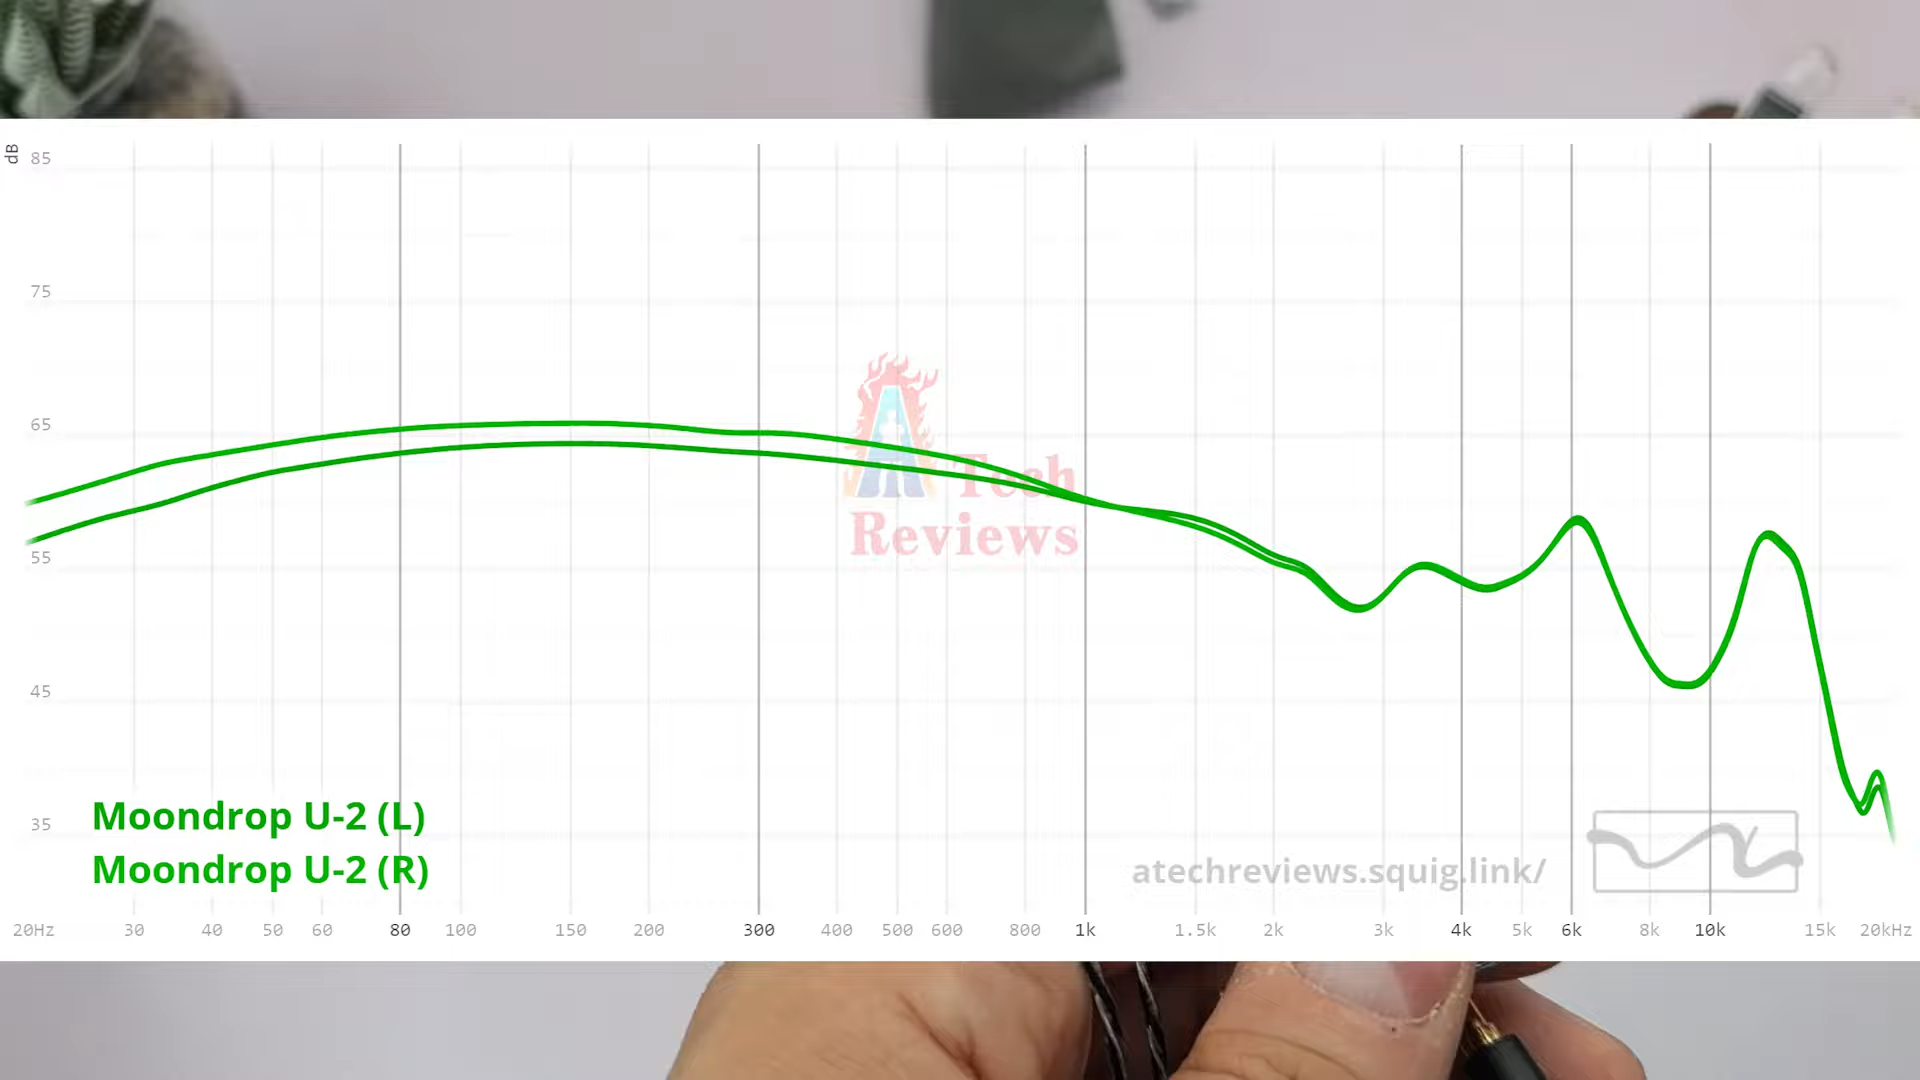 dB
85
75
65
55
45
35
Tech
Reviews
Moondrop U-2 (L)
Moondrop U-2 (R)
atechreviews.squig.link/
20Hz 30 40 50 60 80 100 150 200 300 400 500 600 800 1k 1.5k 2k 3k 4k 5k 6k 8k 10k 15k 20kHz